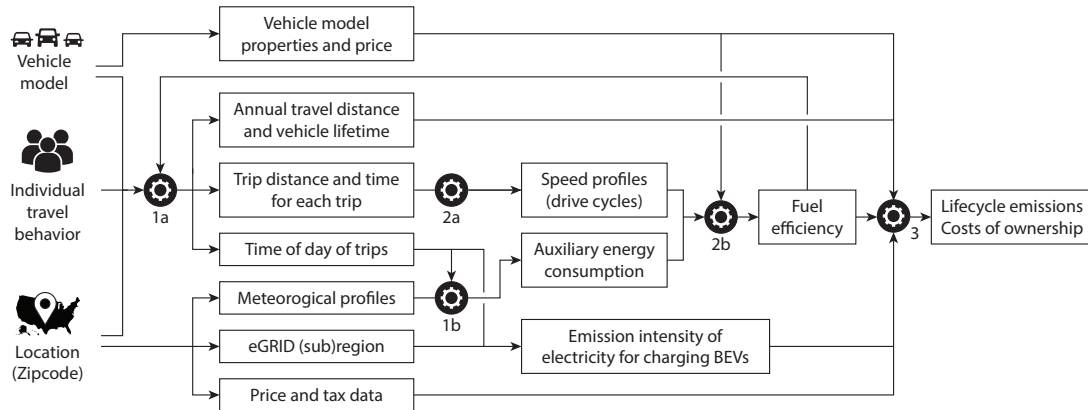 Vehicle
model
Individual
travel
behavior
Location
(Zipcode)
1a
Vehicle model
properties and price
Annual travel distance
and vehicle lifetime
Trip distance and time
for each trip
Time of day of trips
Meteorogical profiles
eGRID (sub)region
Price and tax data
2a
1b
Speed profiles
(drive cycles)
Auxiliary energy
consumption
Emission intensity of
electricity for charging BEVs
2b
Fuel
efficiency
3
Lifecycle emissions
Costs of ownership